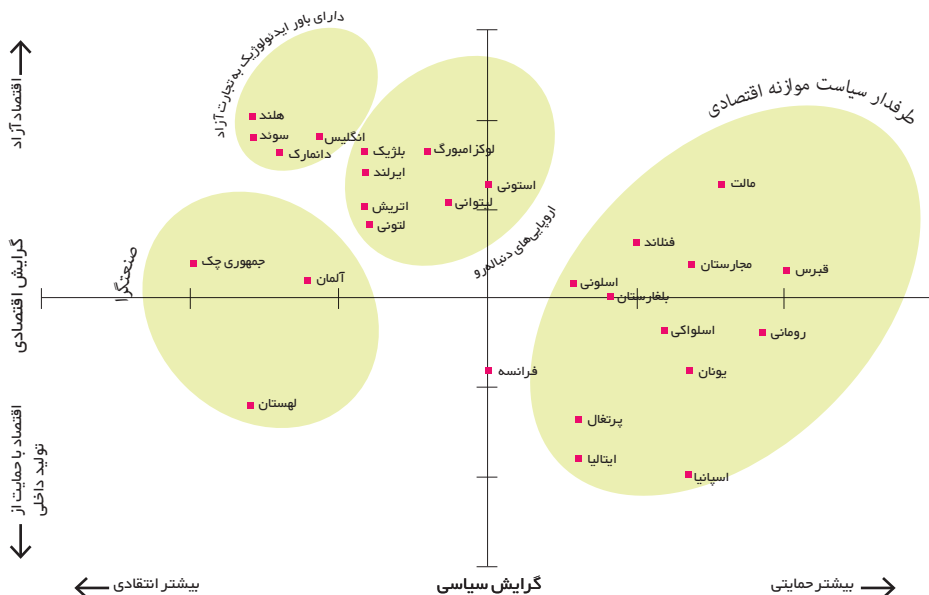 دارای باور ایدئولوژیک به تجارت آزاد
طرفدار سیاست موازنه اقتصادی
اقتصاد آزاد
هلند
سوند
انگلیس
دانمارک
بلژیک
لوکزامبورگ
ایرلند
استونی
مالت
اتریش
لیتوانی
لتونی
اروپایی‌های دنباله‌رو
صنعتگرا
جمهوری چک
آلمان
فنلاند
مجارستان
قبرس
اسلونی
بلغارستان
گرایش اقتصادی
اسلواکی
رومانی
فرانسه
یونان
لهستان
پرتغال
ایتالیا
اسپانیا
اقتصاد با حمایت از
تولید داخلی
بیشتر انتقادی
گرایش سیاسی
بیشتر حمایتی